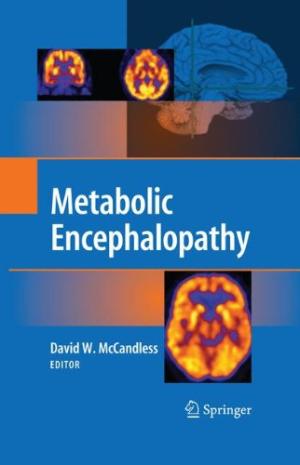 Metabolic
Encephalopathy
David W. McCandless
EDITOR
Springer